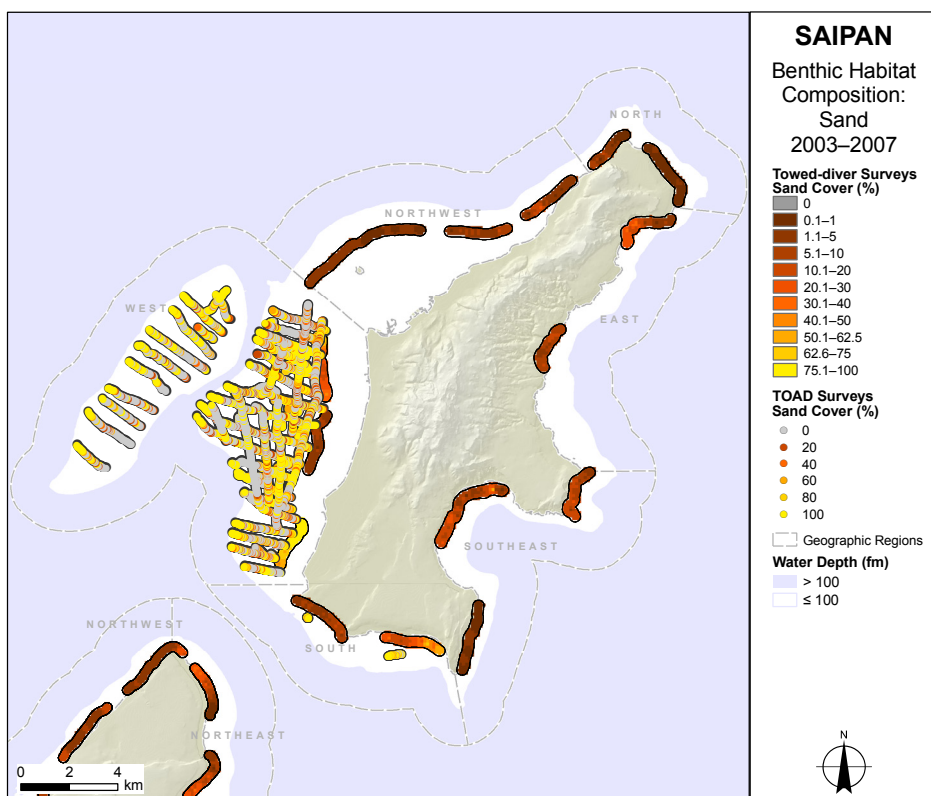 SAIPAN
Benthic Habitat
Composition:
Sand
2003–2007
Towed-diver Surveys
Sand Cover (%)
0
0.1–1
1.1–5
5.1–10
10.1–20
20.1–30
30.1–40
40.1–50
50.1–62.5
62.6–75
75.1–100
TOAD Surveys
Sand Cover (%)
0
20
40
60
80
100
Geographic Regions
Water Depth (fm)
> 100
≤ 100
N
NORTH
NORTHWEST
WEST
EAST
SOUTHEAST
SOUTH
NORTHWEST
NORTHEAST
0 2 4
km